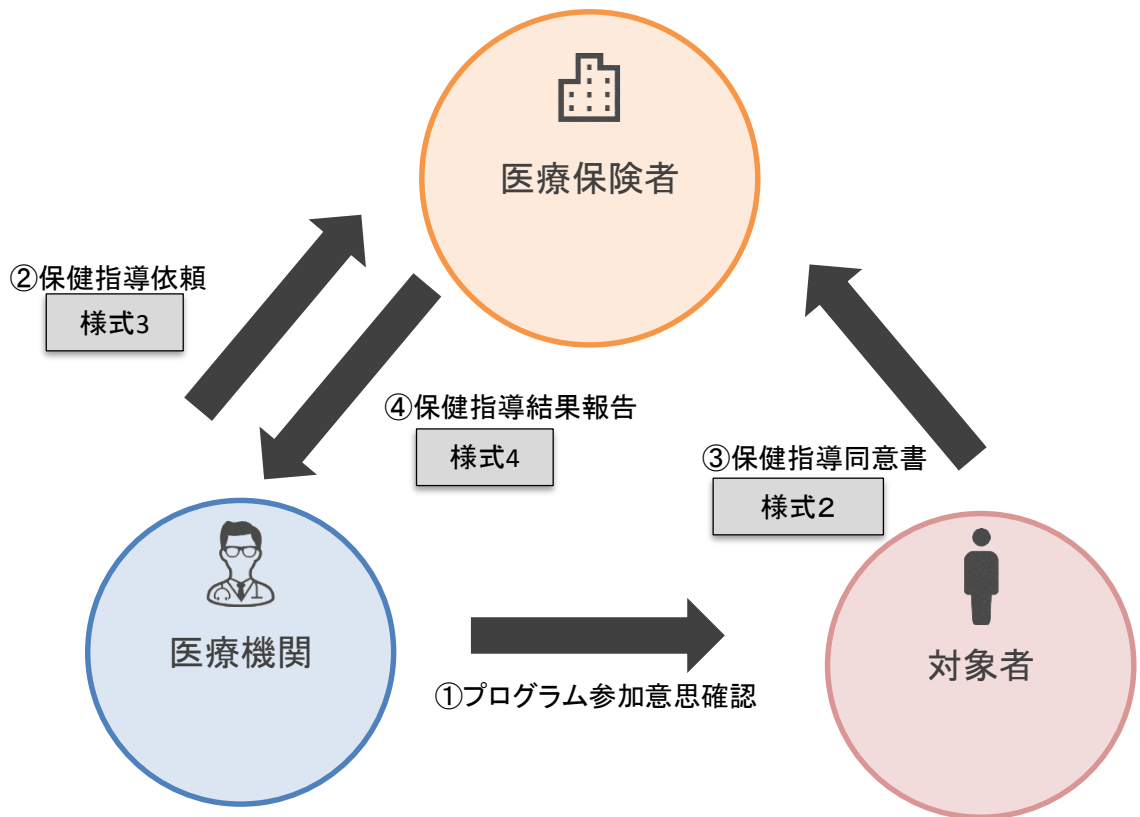 医療保険者
②保健指導依頼
様式3
④保健指導結果報告
様式4
③保健指導同意書
様式２
医療機関
対象者
①プログラム参加意思確認